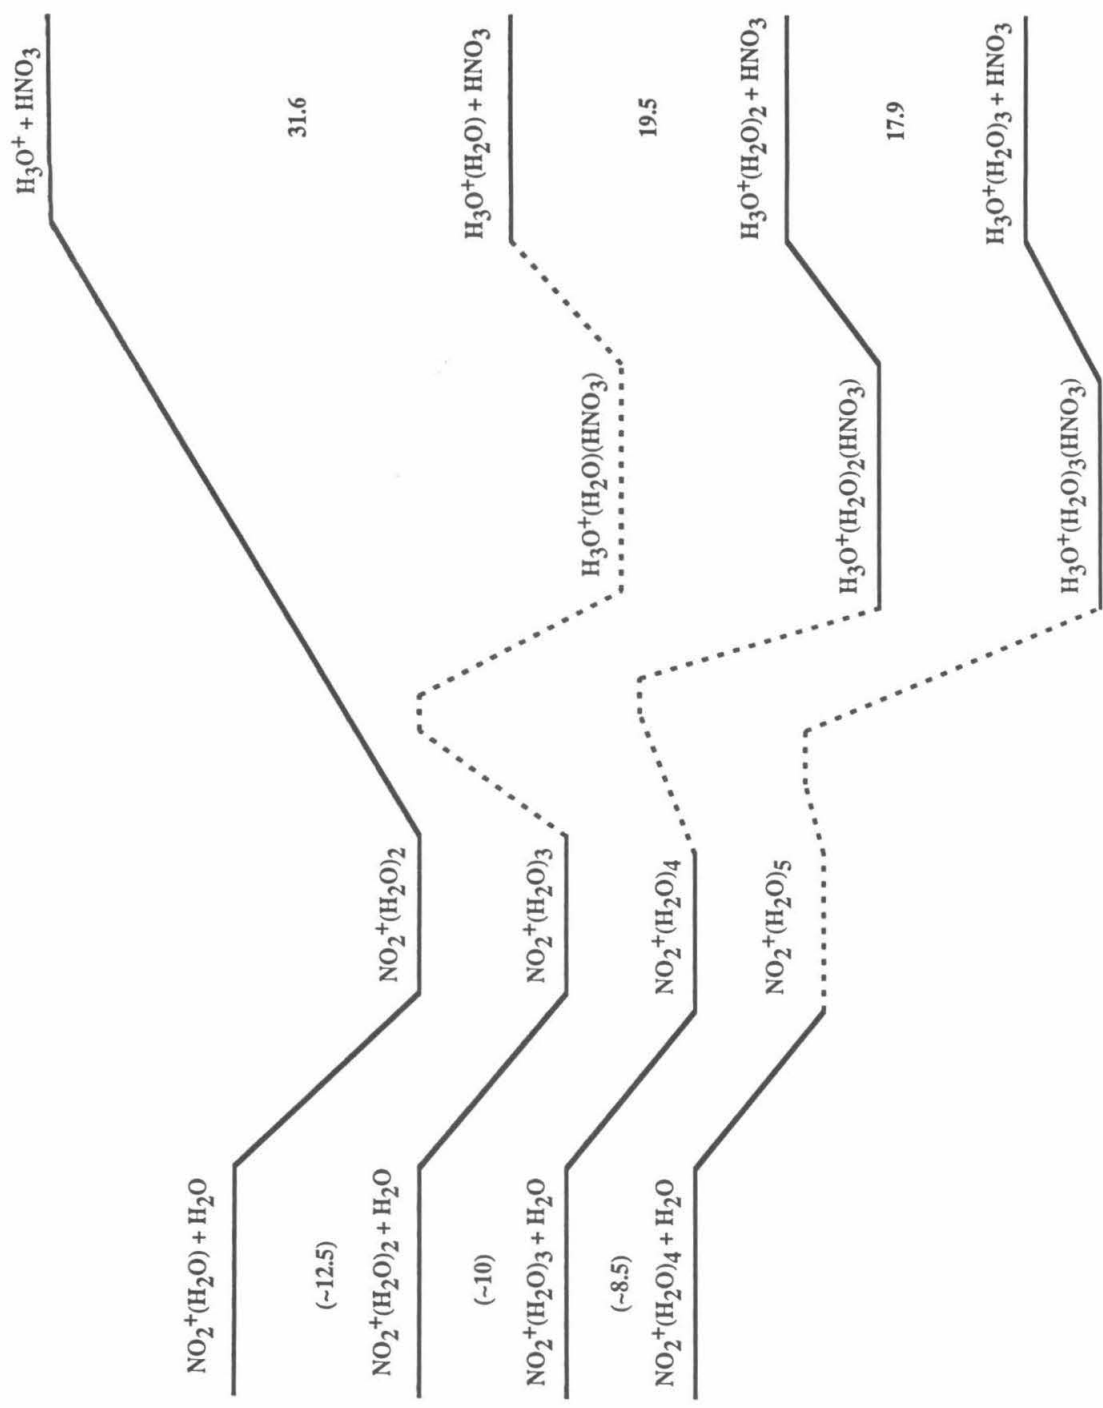 H₃O⁺ + HNO₃
31.6
H₃O⁺(H₂O) + HNO₃
19.5
H₃O⁺(H₂O)₂ + HNO₃
17.9
H₃O⁺(H₂O)₃ + HNO₃
H₃O⁺(H₂O)(HNO₃)
H₃O⁺(H₂O)₂(HNO₃)
H₃O⁺(H₂O)₃(HNO₃)
NO₂⁺(H₂O)₂
NO₂⁺(H₂O)₃
NO₂⁺(H₂O)₄
NO₂⁺(H₂O)₅
NO₂⁺(H₂O) + H₂O
(~12.5)
NO₂⁺(H₂O)₂ + H₂O
(~10)
NO₂⁺(H₂O)₃ + H₂O
(~8.5)
NO₂⁺(H₂O)₄ + H₂O